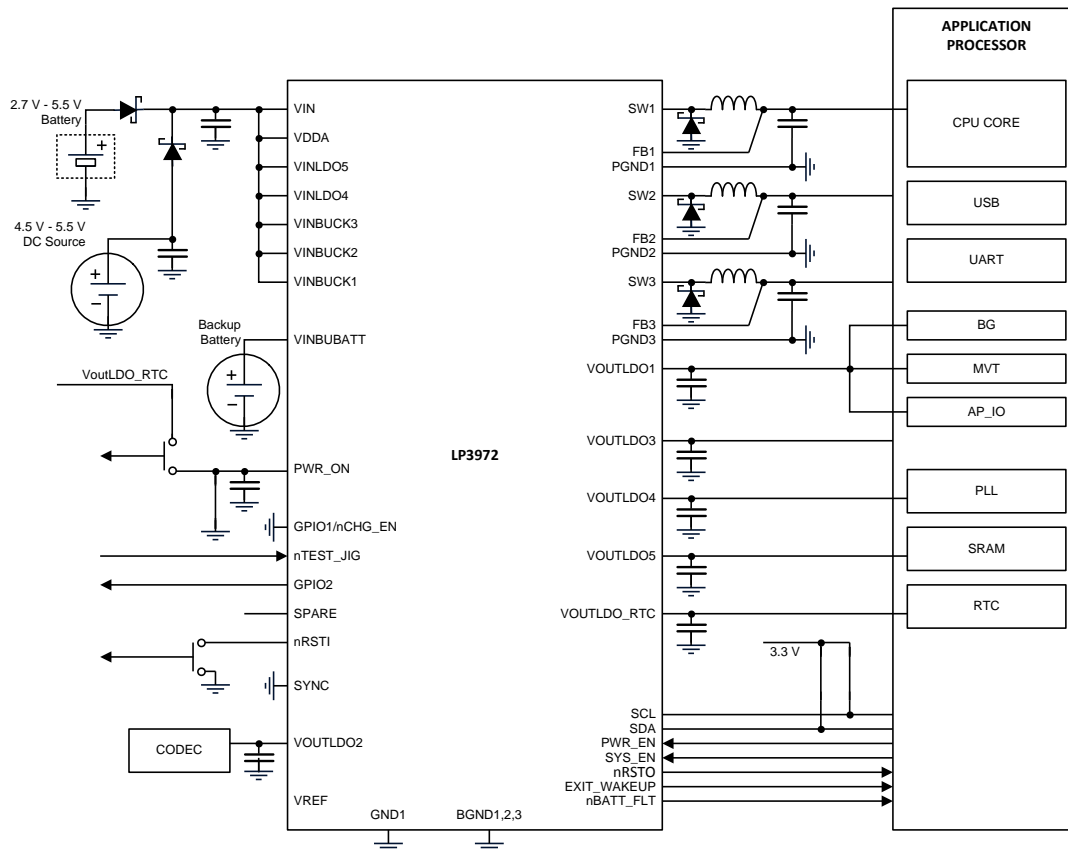 APPLICATION
PROCESSOR
2.7 V - 5.5 V
Battery
+
4.5 V - 5.5 V
DC Source
+
−
Backup
Battery
+
−
VoutLDO_RTC
VIN
VDDA
VINLDO5
VINLDO4
VINBUCK3
VINBUCK2
VINBUCK1
VINBUBATT
PWR_ON
GPIO1/nCHG_EN
nTEST_JIG
GPIO2
SPARE
nRSTI
SYNC
CODEC
VOUTLDO2
VREF
GND1
BGND1,2,3
LP3972
SW1
FB1
PGND1
SW2
FB2
PGND2
SW3
FB3
PGND3
VOUTLDO1
VOUTLDO3
VOUTLDO4
VOUTLDO5
VOUTLDO_RTC
3.3 V
SCL
SDA
PWR_EN
SYS_EN
nRSTO
EXIT_WAKEUP
nBATT_FLT
CPU CORE
USB
UART
BG
MVT
AP_IO
PLL
SRAM
RTC